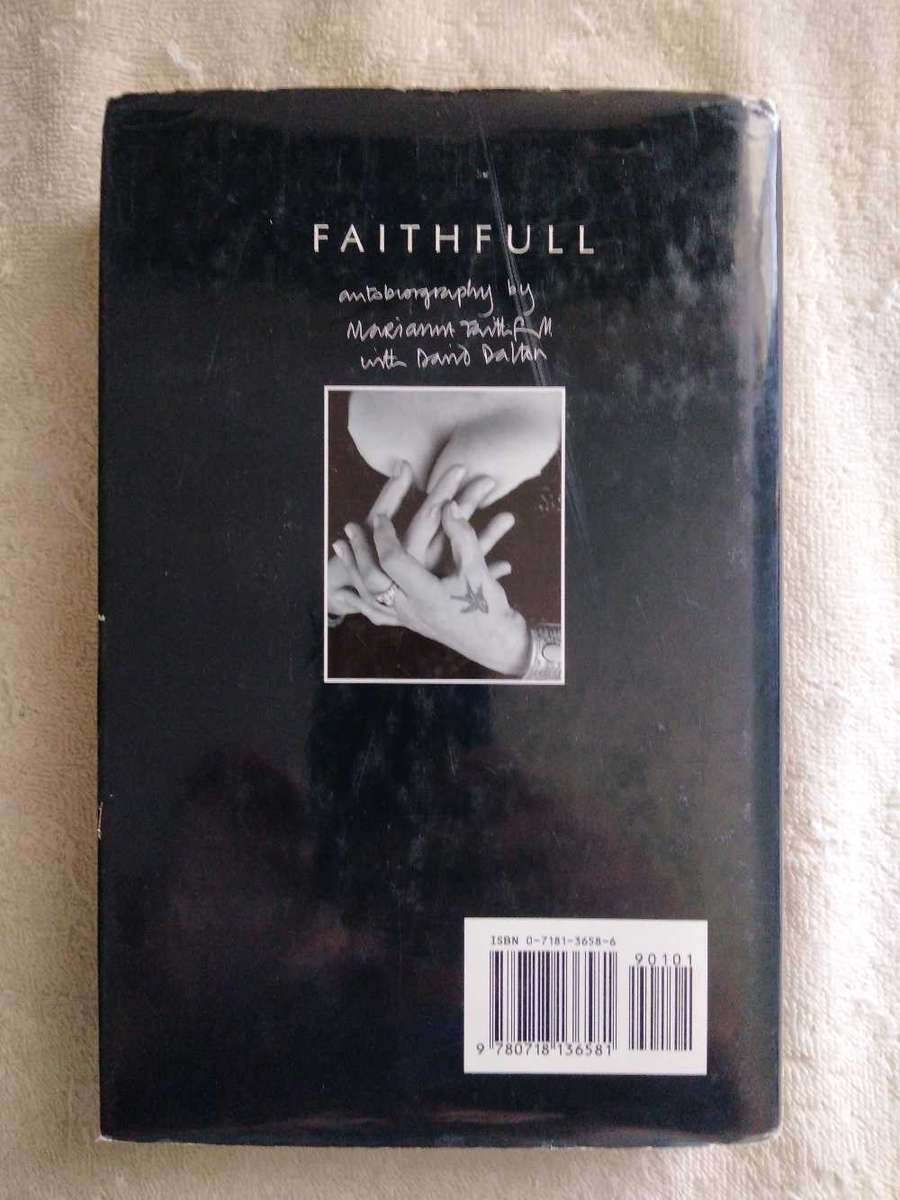 FAITHFULL
autobiography by
Marianne Faithfull
with David Dalton
ISBN 0-7181-3658-6
90101
9 780718 136581